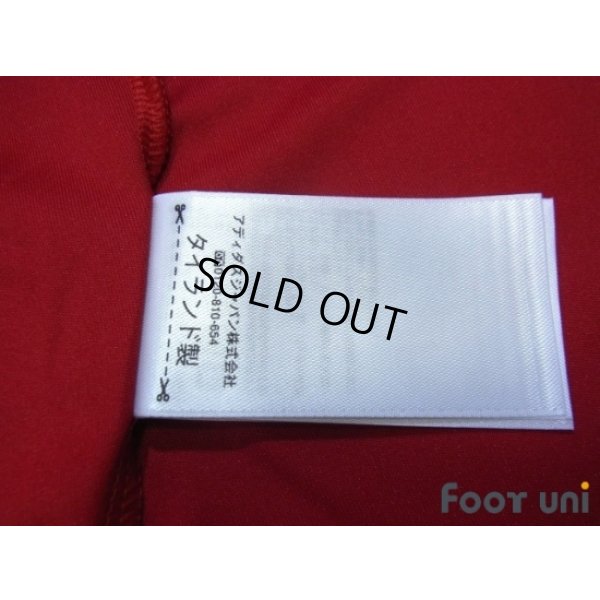 アディダスジャパン株式会社
0120-810-654
タイランド製
SOLD OUT
FOOT UNI